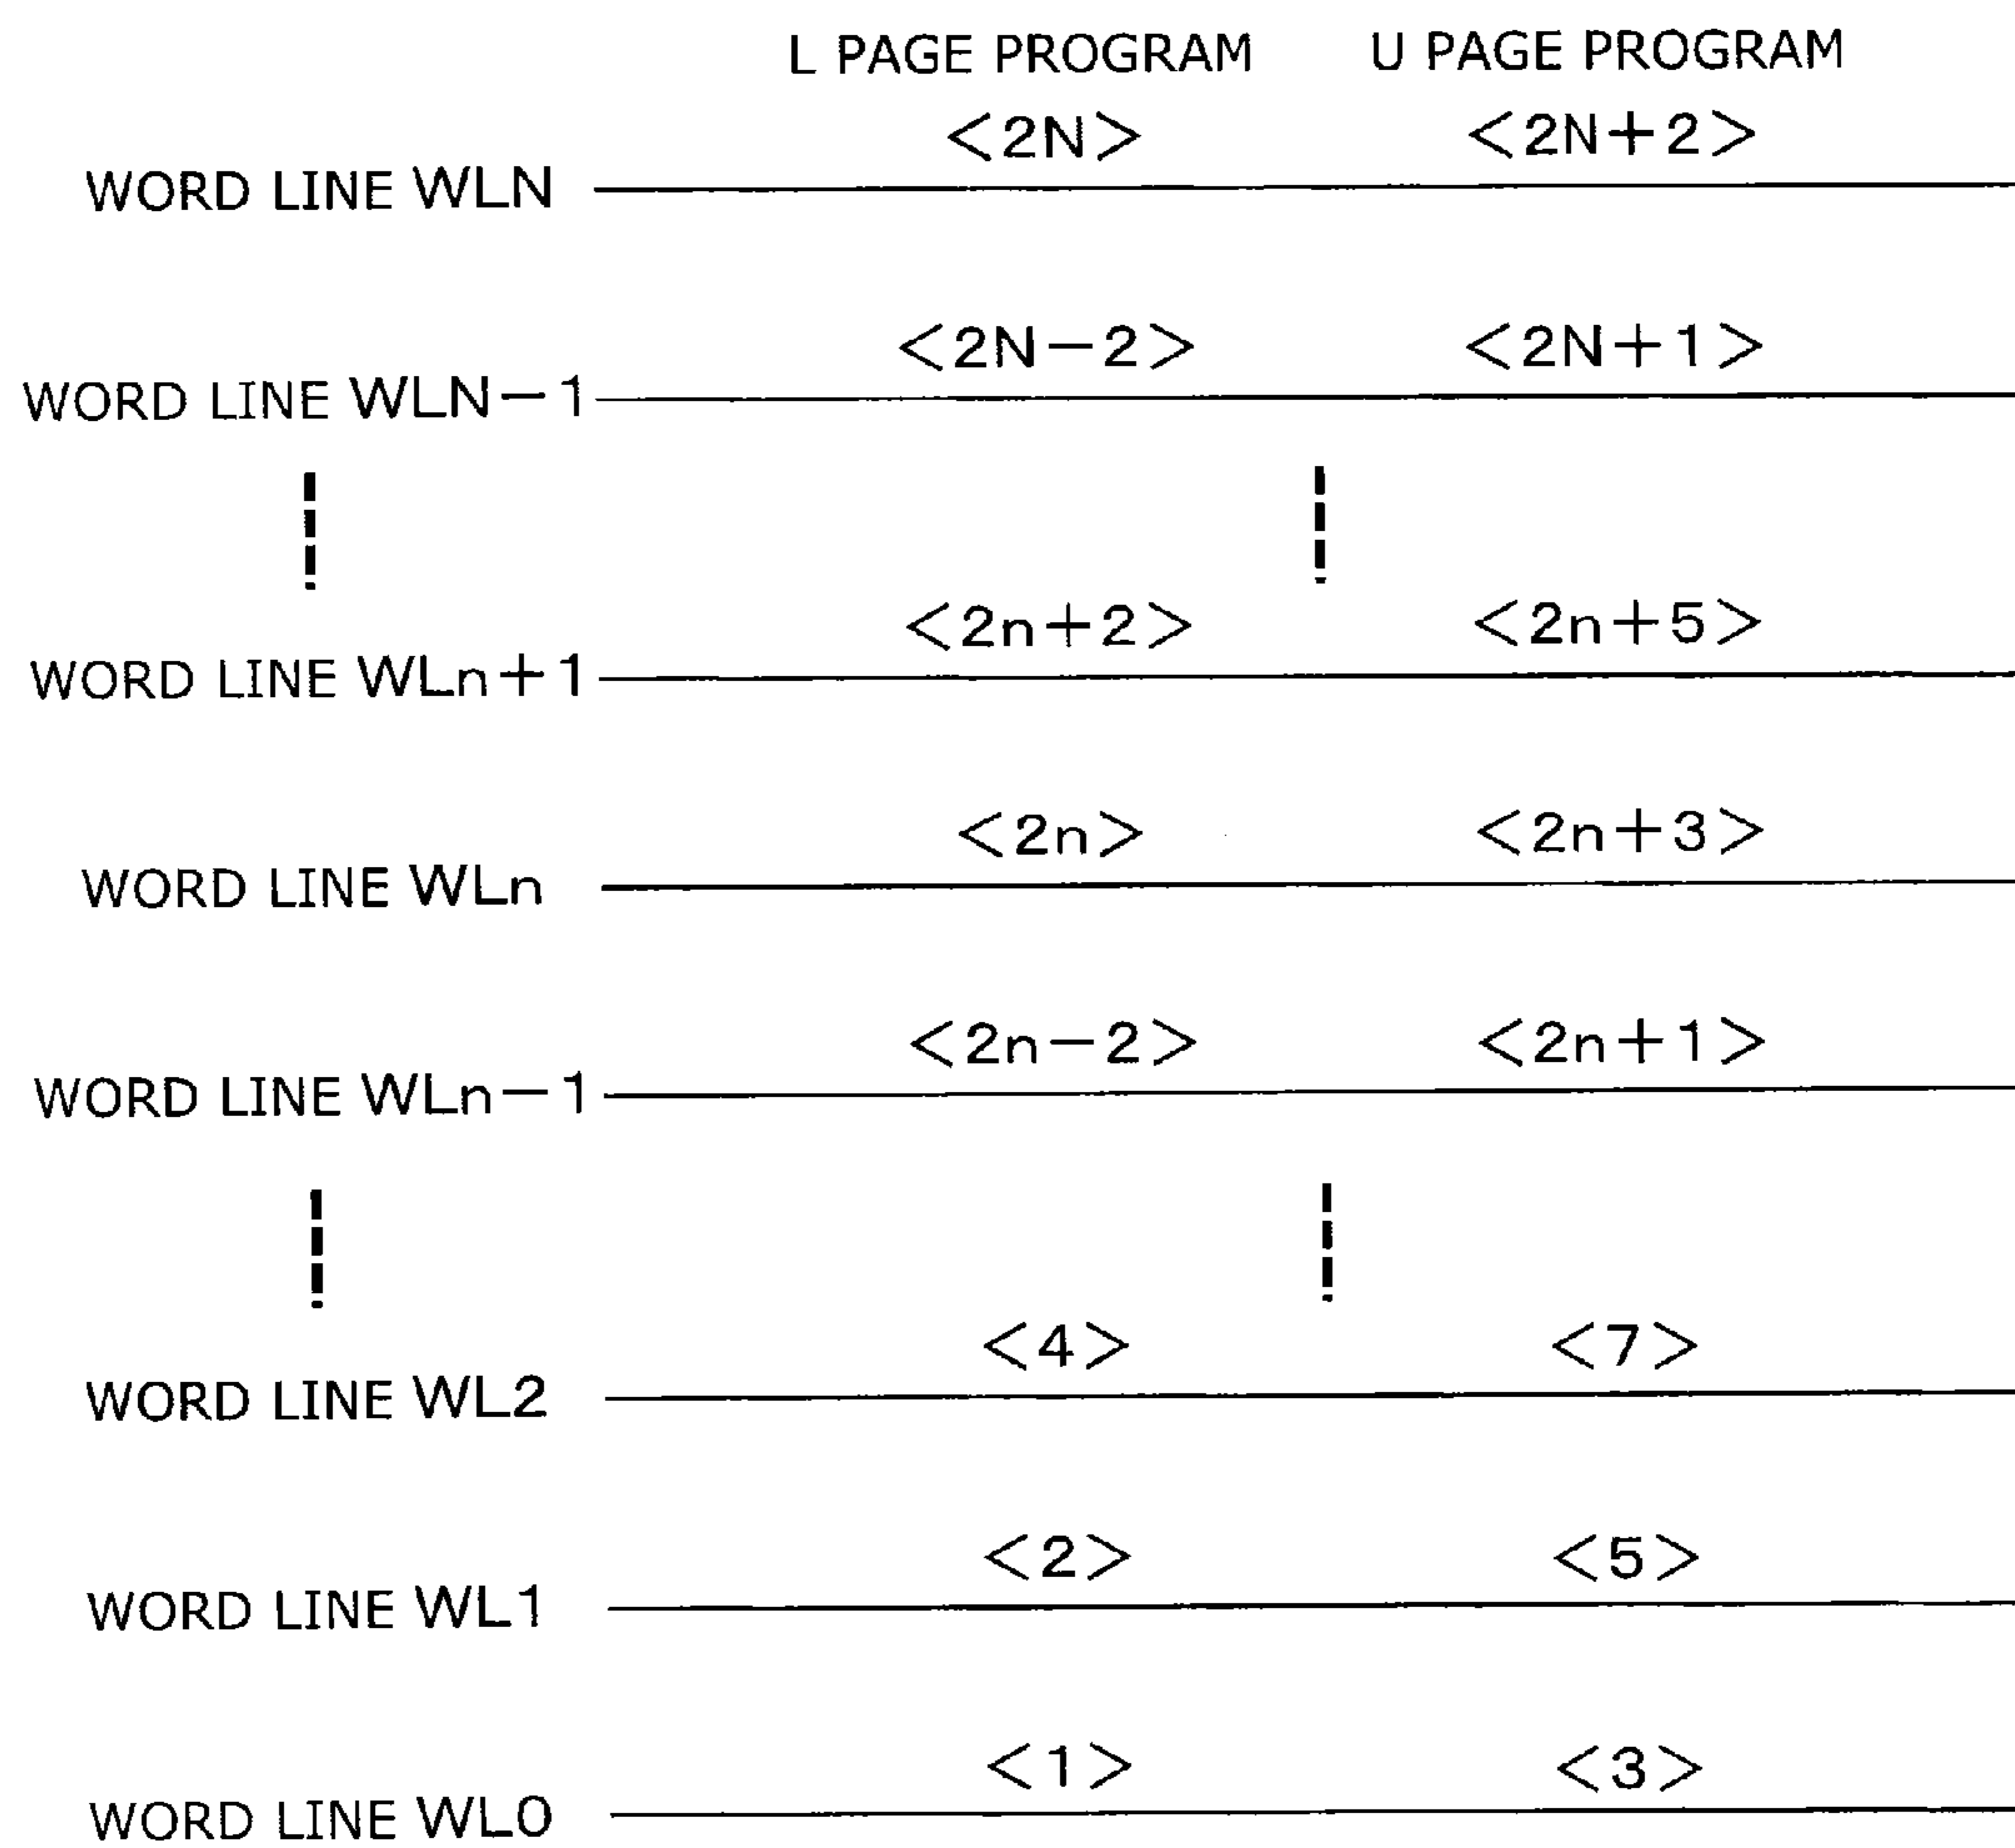 L PAGE PROGRAM U PAGE PROGRAM
<2N> <2N+2>
WORD LINE WLN
<2N−2> <2N+1>
WORD LINE WLN−1
<2n+2> <2n+5>
WORD LINE WLn+1
<2n> <2n+3>
WORD LINE WLn
<2n−2> <2n+1>
WORD LINE WLn−1
<4> <7>
WORD LINE WL2
<2> <5>
WORD LINE WL1
<1> <3>
WORD LINE WL0